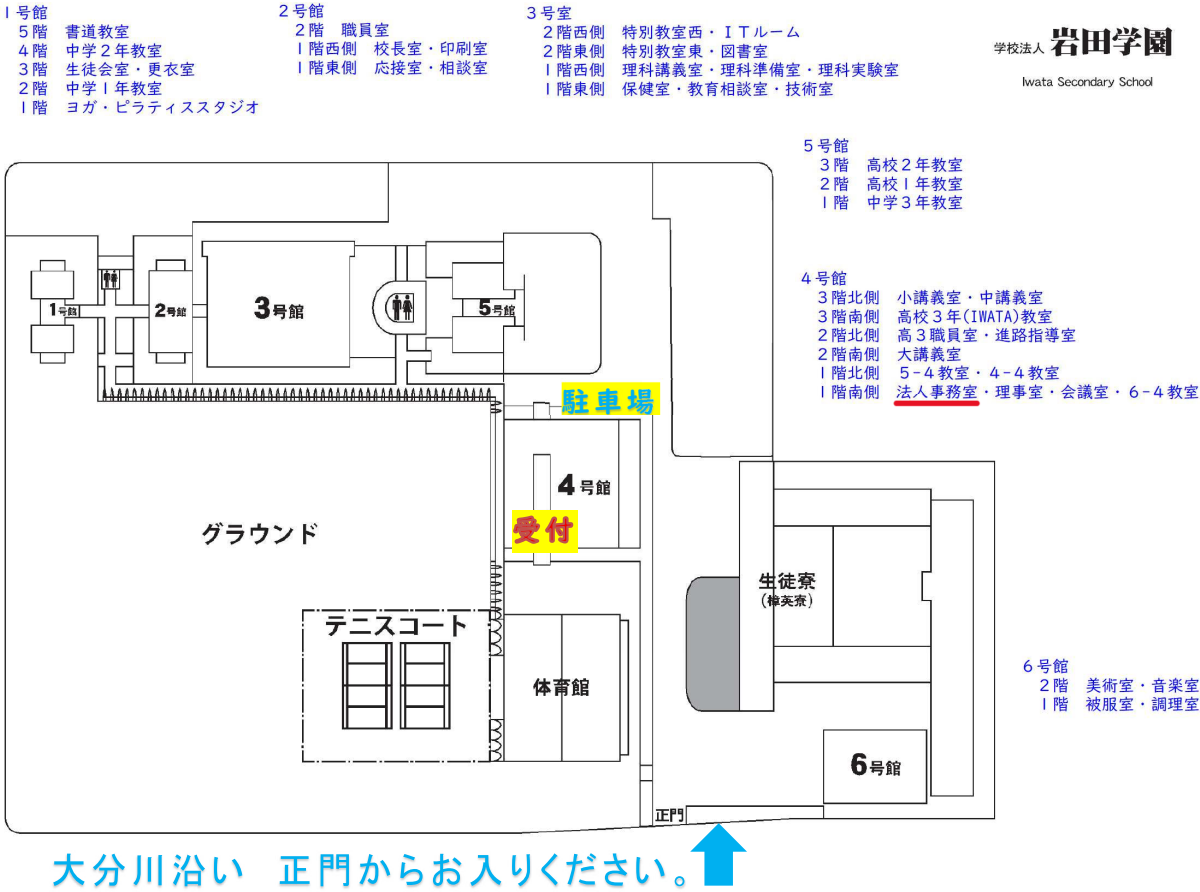 1号館
5階 書道教室
4階 中学2年教室
3階 生徒会室・更衣室
2階 中学1年教室
1階 ヨガ・ピラティススタジオ
2号館
2階 職員室
1階西側 校長室・印刷室
1階東側 応接室・相談室
3号室
2階西側 特別教室西・ITルーム
2階東側 特別教室東・図書室
1階西側 理科講義室・理科準備室・理科実験室
1階東側 保健室・教育相談室・技術室
学校法人 岩田学園
Iwata Secondary School
5号館
3階 高校2年教室
2階 高校1年教室
1階 中学3年教室
4号館
3階北側 小講義室・中講義室
3階南側 高校3年(IWATA)教室
2階北側 高3職員室・進路指導室
2階南側 大講義室
1階北側 5-4教室・4-4教室
1階南側 法人事務室・理事室・会議室・6-4教室
1号館
2号館
3号館
5号館
駐車場
4号館
受付
グラウンド
生徒寮
(樟英寮)
テニスコート
体育館
6号館
2階 美術室・音楽室
1階 被服室・調理室
6号館
正門
大分川沿い 正門からお入りください。